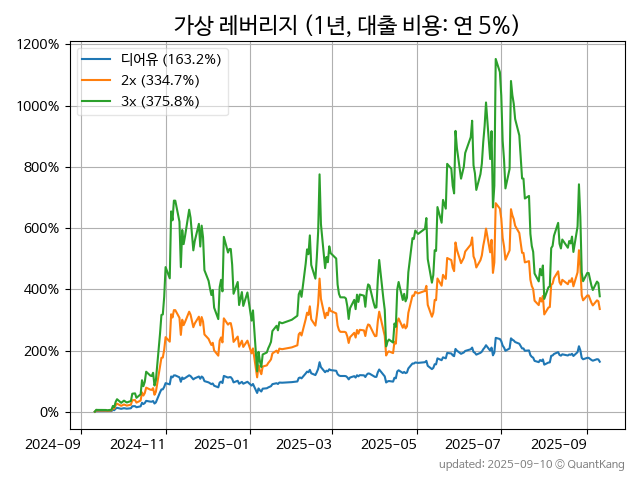 가상 레버리지 (1년, 대출 비용: 연 5%)
1200%
1000%
800%
600%
400%
200%
0%
디어유 (163.2%)
2x (334.7%)
3x (375.8%)
2024-09
2024-11
2025-01
2025-03
2025-05
2025-07
2025-09
updated: 2025-09-10 © QuantKang